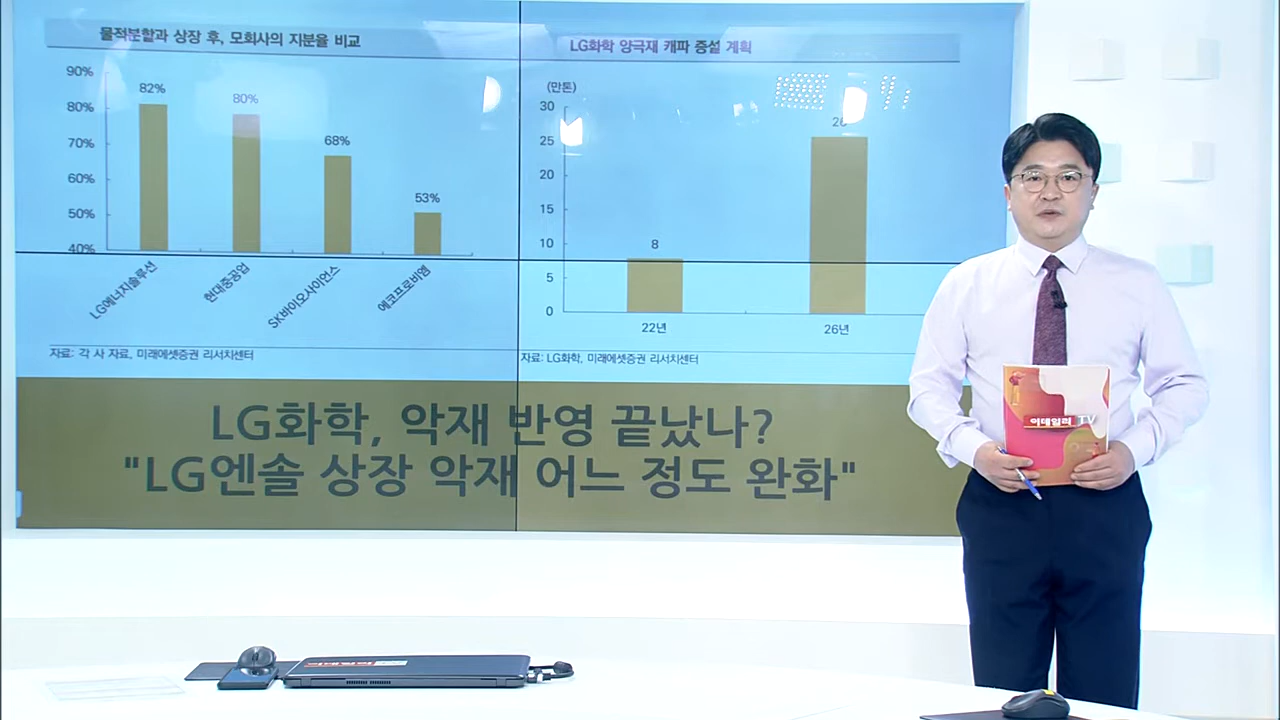 물적분할과 상장 후, 모회사의 지분율 비교
90%
80%
70%
60%
50%
40%
82%
80%
68%
53%
LG에너지솔루션
현대중공업
SK바이오사이언스
에코프로비엠
자료: 각 사 자료, 미래에셋증권 리서치센터
LG화학 양극재 캐파 증설 계획
(만톤)
30
25
20
15
10
5
0
8
26
22년
26년
자료: LG화학, 미래에셋증권 리서치센터
LG화학, 악재 반영 끝났나?
"LG엔솔 상장 악재 어느 정도 완화"
이데일리 TV